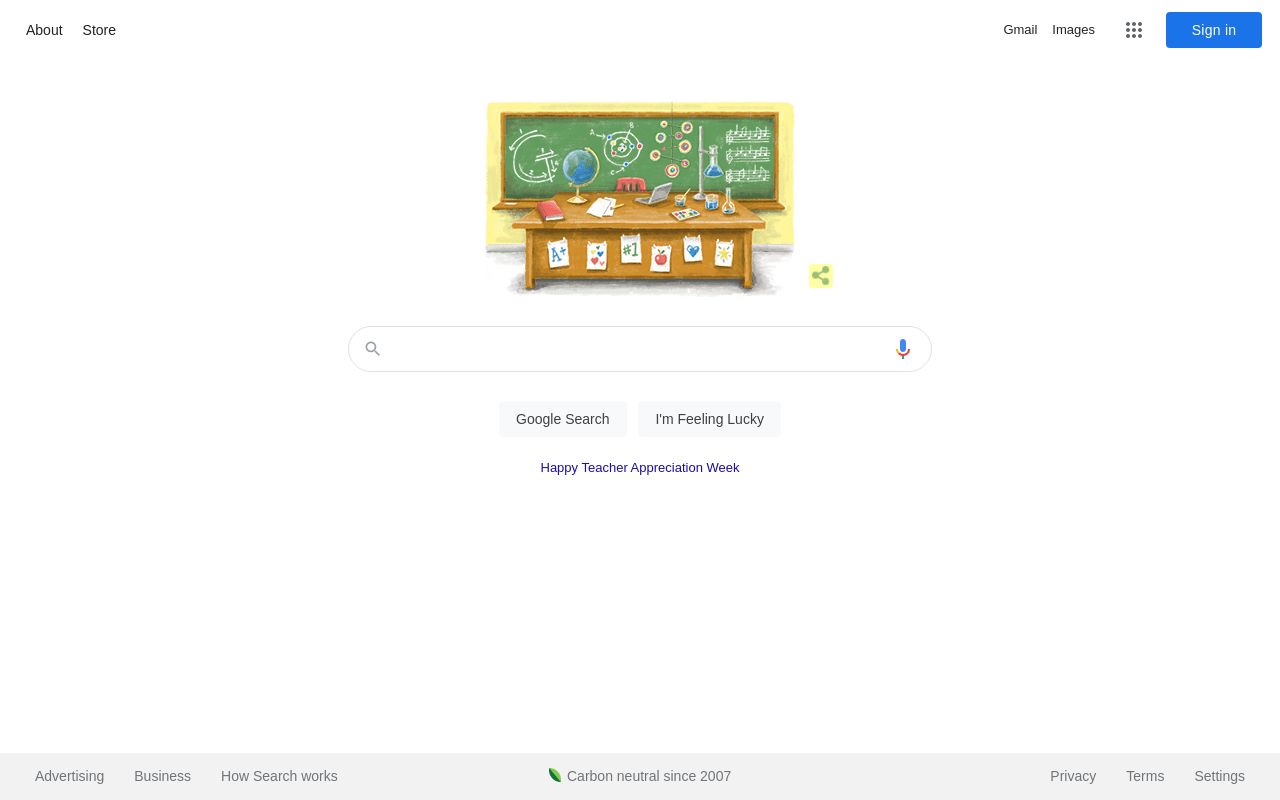 About Store
Gmail Images Sign in
A B C
A+ #1
Google Search I'm Feeling Lucky
Happy Teacher Appreciation Week
Advertising Business How Search works
Carbon neutral since 2007
Privacy Terms Settings